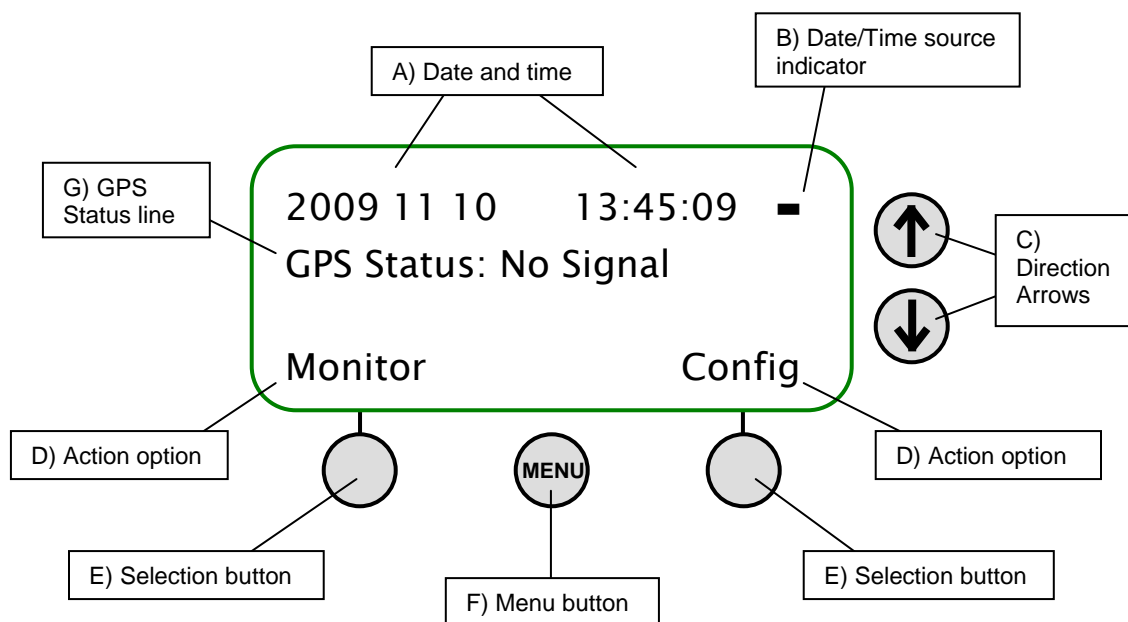 B) Date/Time source
indicator
A) Date and time
G) GPS
Status line
2009 11 10 13:45:09 -
GPS Status: No Signal
C)
Direction
Arrows
Monitor Config
D) Action option
D) Action option
MENU
E) Selection button
F) Menu button
E) Selection button